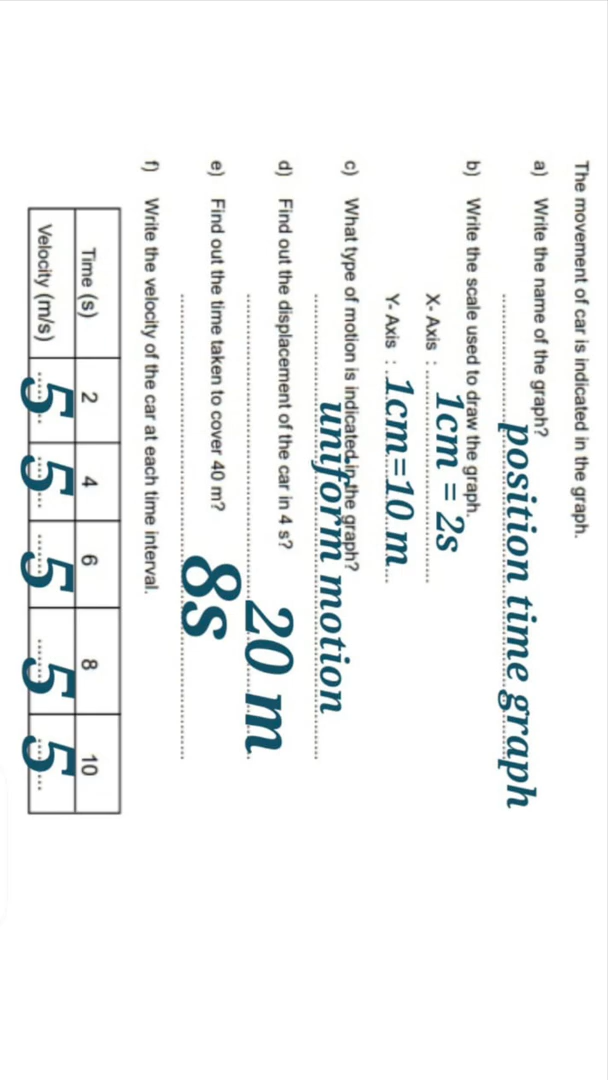 The movement of car is indicated in the graph.
a) Write the name of the graph?
position time graph
b) Write the scale used to draw the graph.
X- Axis : 1cm = 2s
Y- Axis : 1cm=10 m
c) What type of motion is indicated in the graph?
uniform motion
d) Find out the displacement of the car in 4 s?
20 m
e) Find out the time taken to cover 40 m?
8s
f) Write the velocity of the car at each time interval.
Time (s) 2 4 6 8 10
Velocity (m/s) 5 5 5 5 5